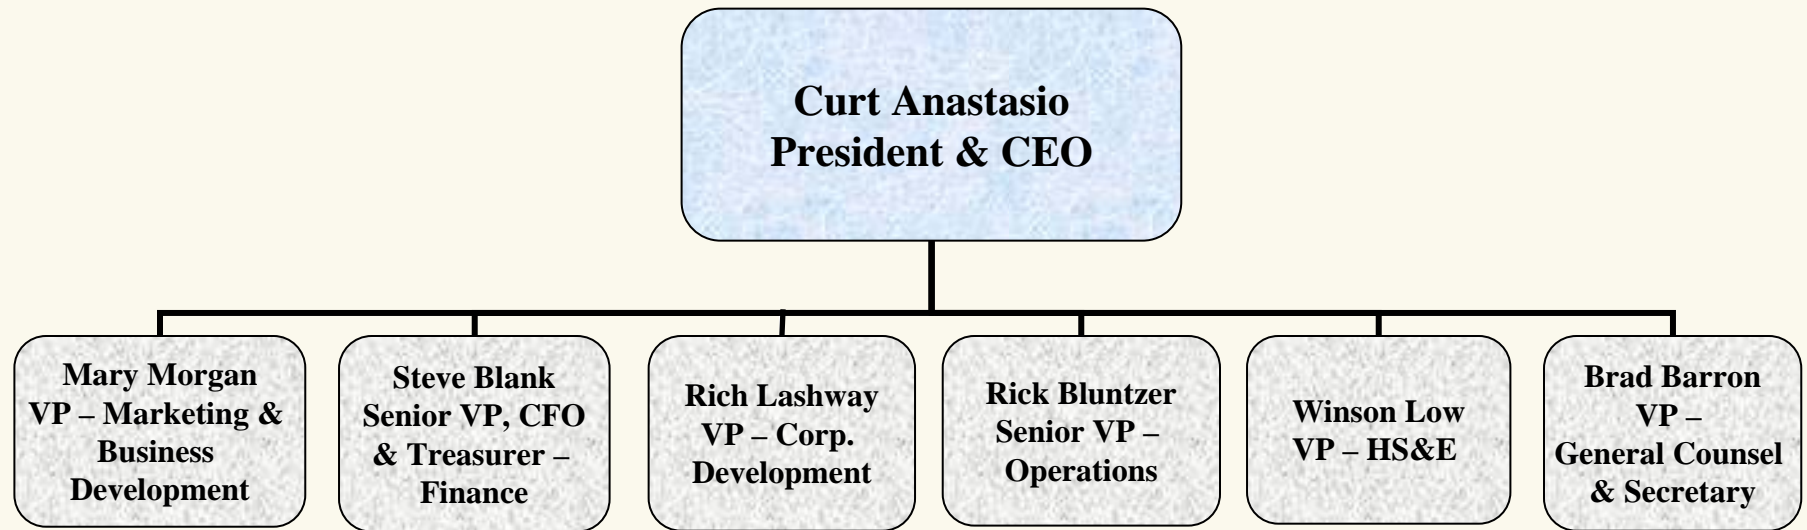 Curt Anastasio
President & CEO
Mary Morgan
VP – Marketing &
Business
Development
Steve Blank
Senior VP, CFO
& Treasurer –
Finance
Rich Lashway
VP – Corp.
Development
Rick Bluntzer
Senior VP –
Operations
Winson Low
VP – HS&E
Brad Barron
VP –
General Counsel
& Secretary